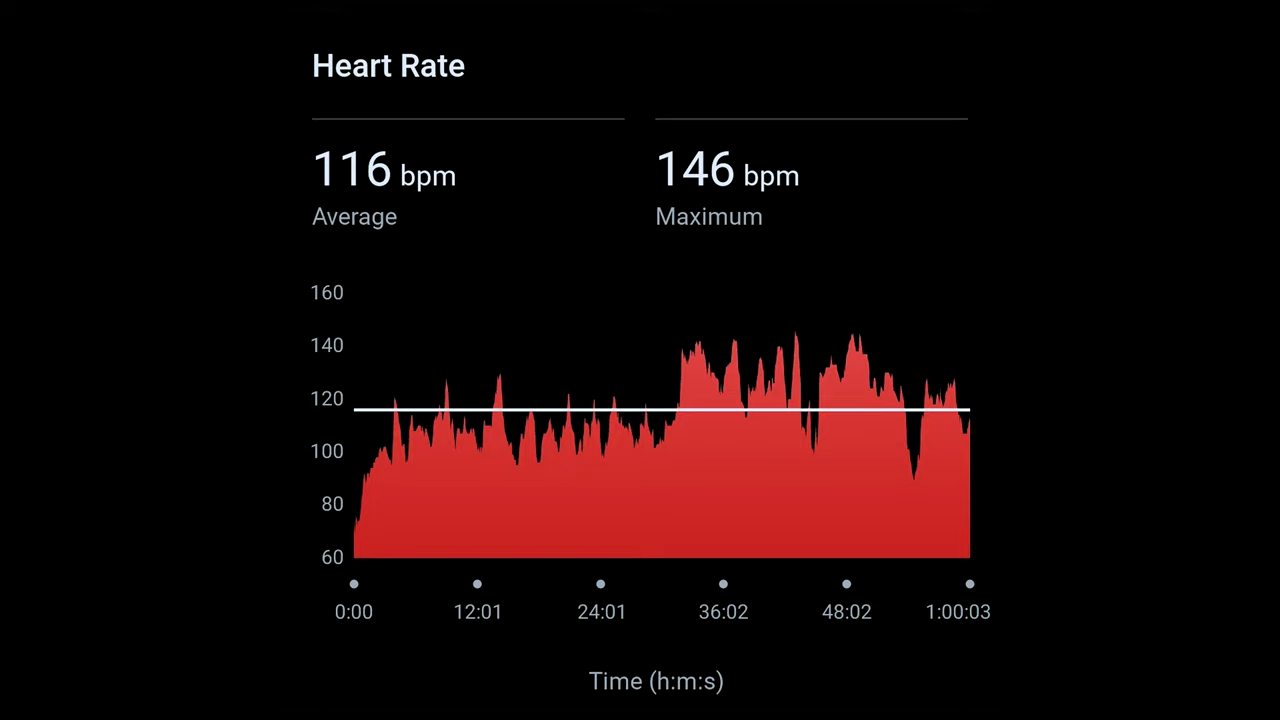 Heart Rate
116 bpm
Average
146 bpm
Maximum
160
140
120
100
80
60
0:00 12:01 24:01 36:02 48:02 1:00:03
Time (h:m:s)